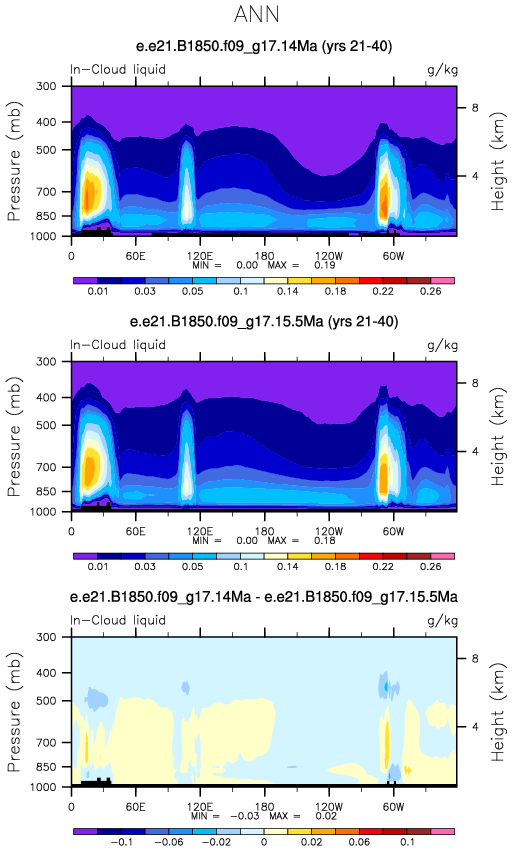 ANN
e.e21.B1850.f09_g17.14Ma (yrs 21-40)
In-Cloud liquid g/kg
300
400
500
700
850
1000
Pressure (mb)
8
4
Height (km)
0 60E 120E 180 120W 60W
MIN = 0.00 MAX = 0.19
0.01 0.03 0.05 0.1 0.14 0.18 0.22 0.26
e.e21.B1850.f09_g17.15.5Ma (yrs 21-40)
In-Cloud liquid g/kg
300
400
500
700
850
1000
Pressure (mb)
8
4
Height (km)
0 60E 120E 180 120W 60W
MIN = 0.00 MAX = 0.18
0.01 0.03 0.05 0.1 0.14 0.18 0.22 0.26
e.e21.B1850.f09_g17.14Ma - e.e21.B1850.f09_g17.15.5Ma
In-Cloud liquid g/kg
300
400
500
700
850
1000
Pressure (mb)
8
4
Height (km)
0 60E 120E 180 120W 60W
MIN = -0.03 MAX = 0.02
-0.1 -0.06 -0.02 0 0.02 0.06 0.1